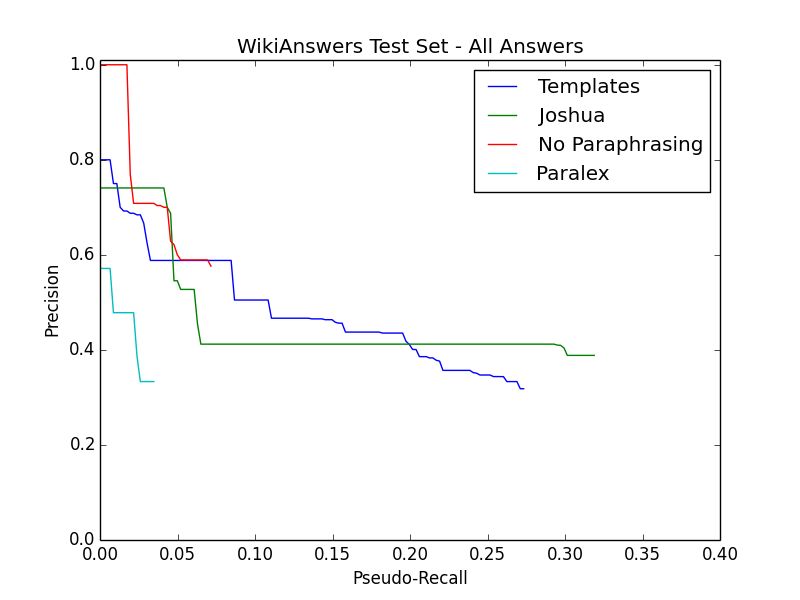 WikiAnswers Test Set - All Answers
Templates
Joshua
No Paraphrasing
Paralex
Precision
1.0
0.8
0.6
0.4
0.2
0.0
0.00 0.05 0.10 0.15 0.20 0.25 0.30 0.35 0.40
Pseudo-Recall